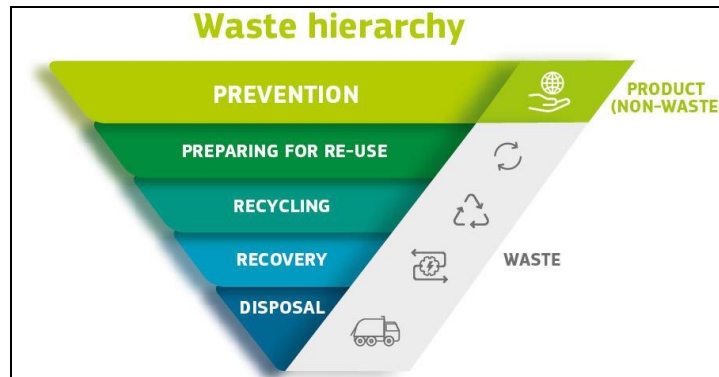 Waste hierarchy
PREVENTION
PRODUCT
(NON-WASTE
PREPARING FOR RE-USE
RECYCLING
RECOVERY
WASTE
DISPOSAL